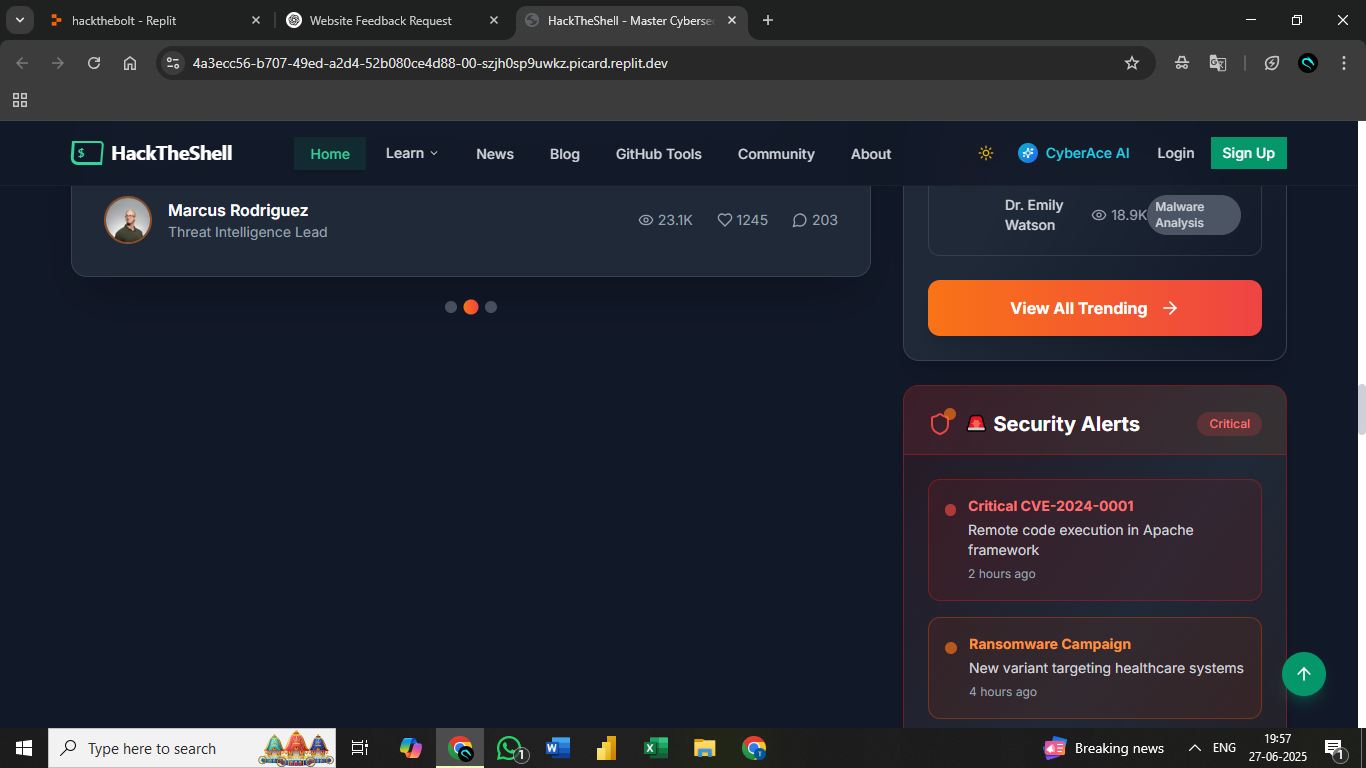 hackthebolt - Replit
Website Feedback Request
HackTheShell - Master Cyberse
4a3ecc56-b707-49ed-a2d4-52b080ce4d88-00-szjh0sp9uwkz.picard.replit.dev
$ HackTheShell
Home
Learn
News
Blog
GitHub Tools
Community
About
CyberAce AI
Login
Sign Up
Marcus Rodriguez
Threat Intelligence Lead
23.1K
1245
203
Dr. Emily
Watson
18.9K
Malware
Analysis
View All Trending
🚨 Security Alerts
Critical
Critical CVE-2024-0001
Remote code execution in Apache
framework
2 hours ago
Ransomware Campaign
New variant targeting healthcare systems
4 hours ago
Type here to search
1
Breaking news
ENG
19:57
27-06-2025
1